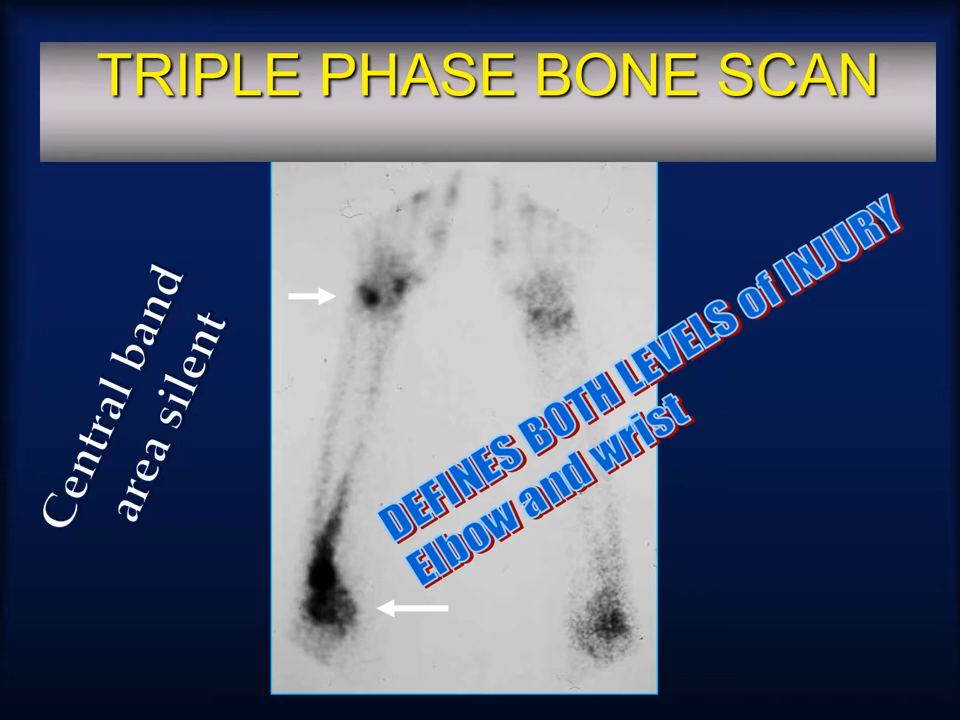 TRIPLE PHASE BONE SCAN
Central band
area silent
DEFINES BOTH LEVELS of INJURY
Elbow and wrist